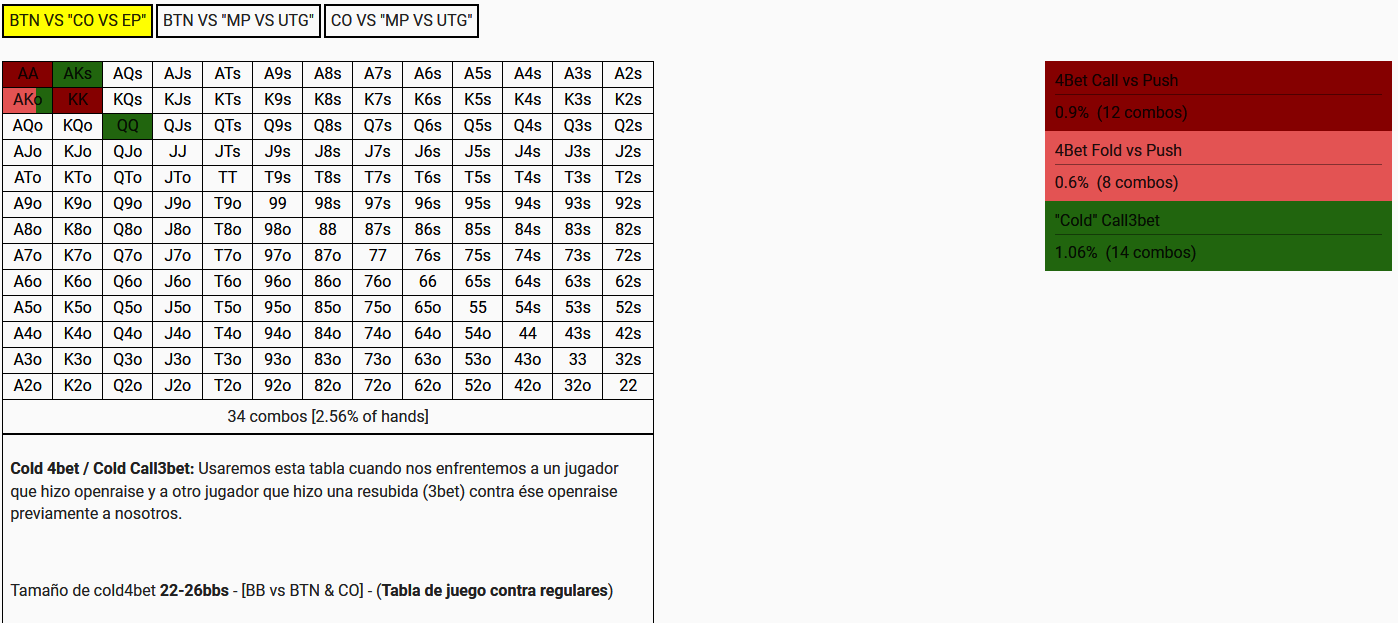 BTN VS "CO VS EP" BTN VS "MP VS UTG" CO VS "MP VS UTG"
AA AKs AQs AJs ATs A9s A8s A7s A6s A5s A4s A3s A2s
AKo KK KQs KJs KTs K9s K8s K7s K6s K5s K4s K3s K2s
AQo KQo QQ QJs QTs Q9s Q8s Q7s Q6s Q5s Q4s Q3s Q2s
AJo KJo QJo JJ JTs J9s J8s J7s J6s J5s J4s J3s J2s
ATo KTo QTo JTo TT T9s T8s T7s T6s T5s T4s T3s T2s
A9o K9o Q9o J9o T9o 99 98s 97s 96s 95s 94s 93s 92s
A8o K8o Q8o J8o T8o 98o 88 87s 86s 85s 84s 83s 82s
A7o K7o Q7o J7o T7o 97o 87o 77 76s 75s 74s 73s 72s
A6o K6o Q6o J6o T6o 96o 86o 76o 66 65s 64s 63s 62s
A5o K5o Q5o J5o T5o 95o 85o 75o 65o 55 54s 53s 52s
A4o K4o Q4o J4o T4o 94o 84o 74o 64o 54o 44 43s 42s
A3o K3o Q3o J3o T3o 93o 83o 73o 63o 53o 43o 33 32s
A2o K2o Q2o J2o T2o 92o 82o 72o 62o 52o 42o 32o 22
34 combos [2.56% of hands]
Cold 4bet / Cold Call3bet: Usaremos esta tabla cuando nos enfrentemos a un jugador
que hizo openraise y a otro jugador que hizo una resubida (3bet) contra ése openraise
previamente a nosotros.
Tamaño de cold4bet 22-26bbs - [BB vs BTN & CO] - (Tabla de juego contra regulares)
4Bet Call vs Push
0.9% (12 combos)
4Bet Fold vs Push
0.6% (8 combos)
"Cold" Call3bet
1.06% (14 combos)